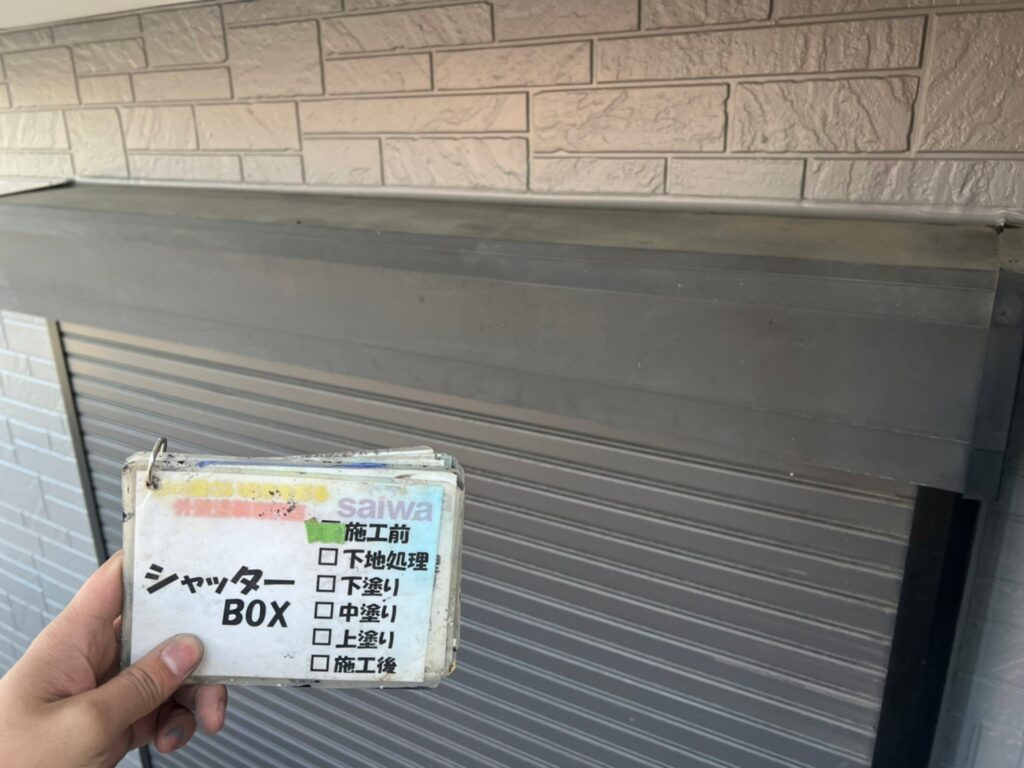 saiwa
施工前
□ 下地処理
□ 下塗り
□ 中塗り
□ 上塗り
□ 施工後
シャッター
BOX